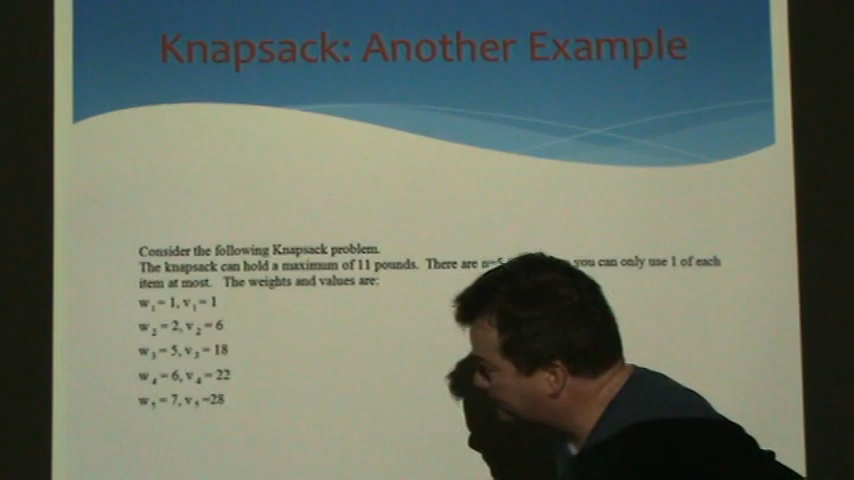 Knapsack: Another Example
Consider the following Knapsack problem.
The knapsack can hold a maximum of 11 pounds. There are n=5 you can only use 1 of each
item at most. The weights and values are:
w₁ = 1, v₁ = 1
w₂ = 2, v₂ = 6
w₃ = 5, v₃ = 18
w₄ = 6, v₄ = 22
w₅ = 7, v₅ =28